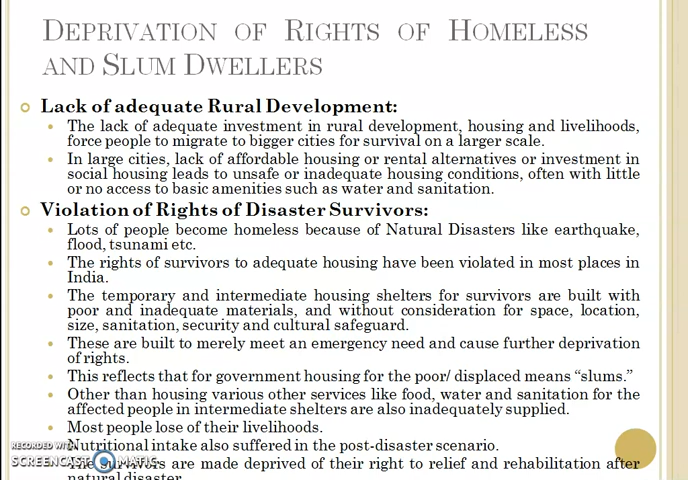 DEPRIVATION OF RIGHTS OF HOMELESS
AND SLUM DWELLERS
Lack of adequate Rural Development:
The lack of adequate investment in rural development, housing and livelihoods,
force people to migrate to bigger cities for survival on a larger scale.
In large cities, lack of affordable housing or rental alternatives or investment in
social housing leads to unsafe or inadequate housing conditions, often with little
or no access to basic amenities such as water and sanitation.
Violation of Rights of Disaster Survivors:
Lots of people become homeless because of Natural Disasters like earthquake,
flood, tsunami etc.
The rights of survivors to adequate housing have been violated in most places in
India.
The temporary and intermediate housing shelters for survivors are built with
poor and inadequate materials, and without consideration for space, location,
size, sanitation, security and cultural safeguard.
These are built to merely meet an emergency need and cause further deprivation
of rights.
This reflects that for government housing for the poor/ displaced means “slums.”
Other than housing various other services like food, water and sanitation for the
affected people in intermediate shelters are also inadequately supplied.
Most people lose of their livelihoods.
Nutritional intake also suffered in the post-disaster scenario.
The survivors are made deprived of their right to relief and rehabilitation after
natural disaster
RECORDED WITH
SCREENCAST MATIC